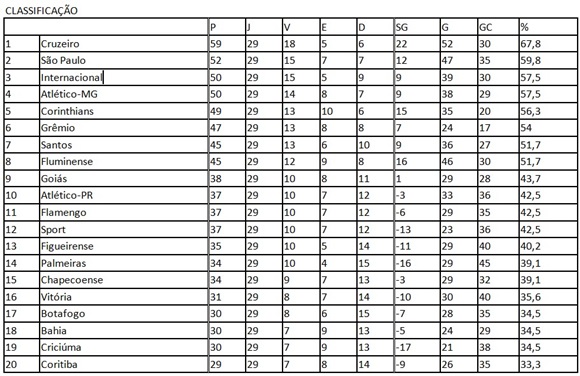 CLASSIFICAÇÃO
P J V E D SG G GC %
1 Cruzeiro 59 29 18 5 6 22 52 30 67,8
2 São Paulo 52 29 15 7 7 12 47 35 59,8
3 Internacional 50 29 15 5 9 9 39 30 57,5
4 Atlético-MG 50 29 14 8 7 9 38 29 57,5
5 Corinthians 49 29 13 10 6 15 35 20 56,3
6 Grêmio 47 29 13 8 8 7 24 17 54
7 Santos 45 29 13 6 10 9 36 27 51,7
8 Fluminense 45 29 12 9 8 16 46 30 51,7
9 Goiás 38 29 10 8 11 1 29 28 43,7
10 Atlético-PR 37 29 10 7 12 -3 33 36 42,5
11 Flamengo 37 29 10 7 12 -6 29 35 42,5
12 Sport 37 29 10 7 12 -13 23 36 42,5
13 Figueirense 35 29 10 5 14 -11 29 40 40,2
14 Palmeiras 34 29 10 4 15 -16 29 45 39,1
15 Chapecoense 34 29 9 7 13 -3 29 32 39,1
16 Vitória 31 29 8 7 14 -10 30 40 35,6
17 Botafogo 30 29 8 6 15 -7 28 35 34,5
18 Bahia 30 29 7 9 13 -5 24 29 34,5
19 Criciúma 30 29 7 9 13 -17 21 38 34,5
20 Coritiba 29 29 7 8 14 -9 26 35 33,3